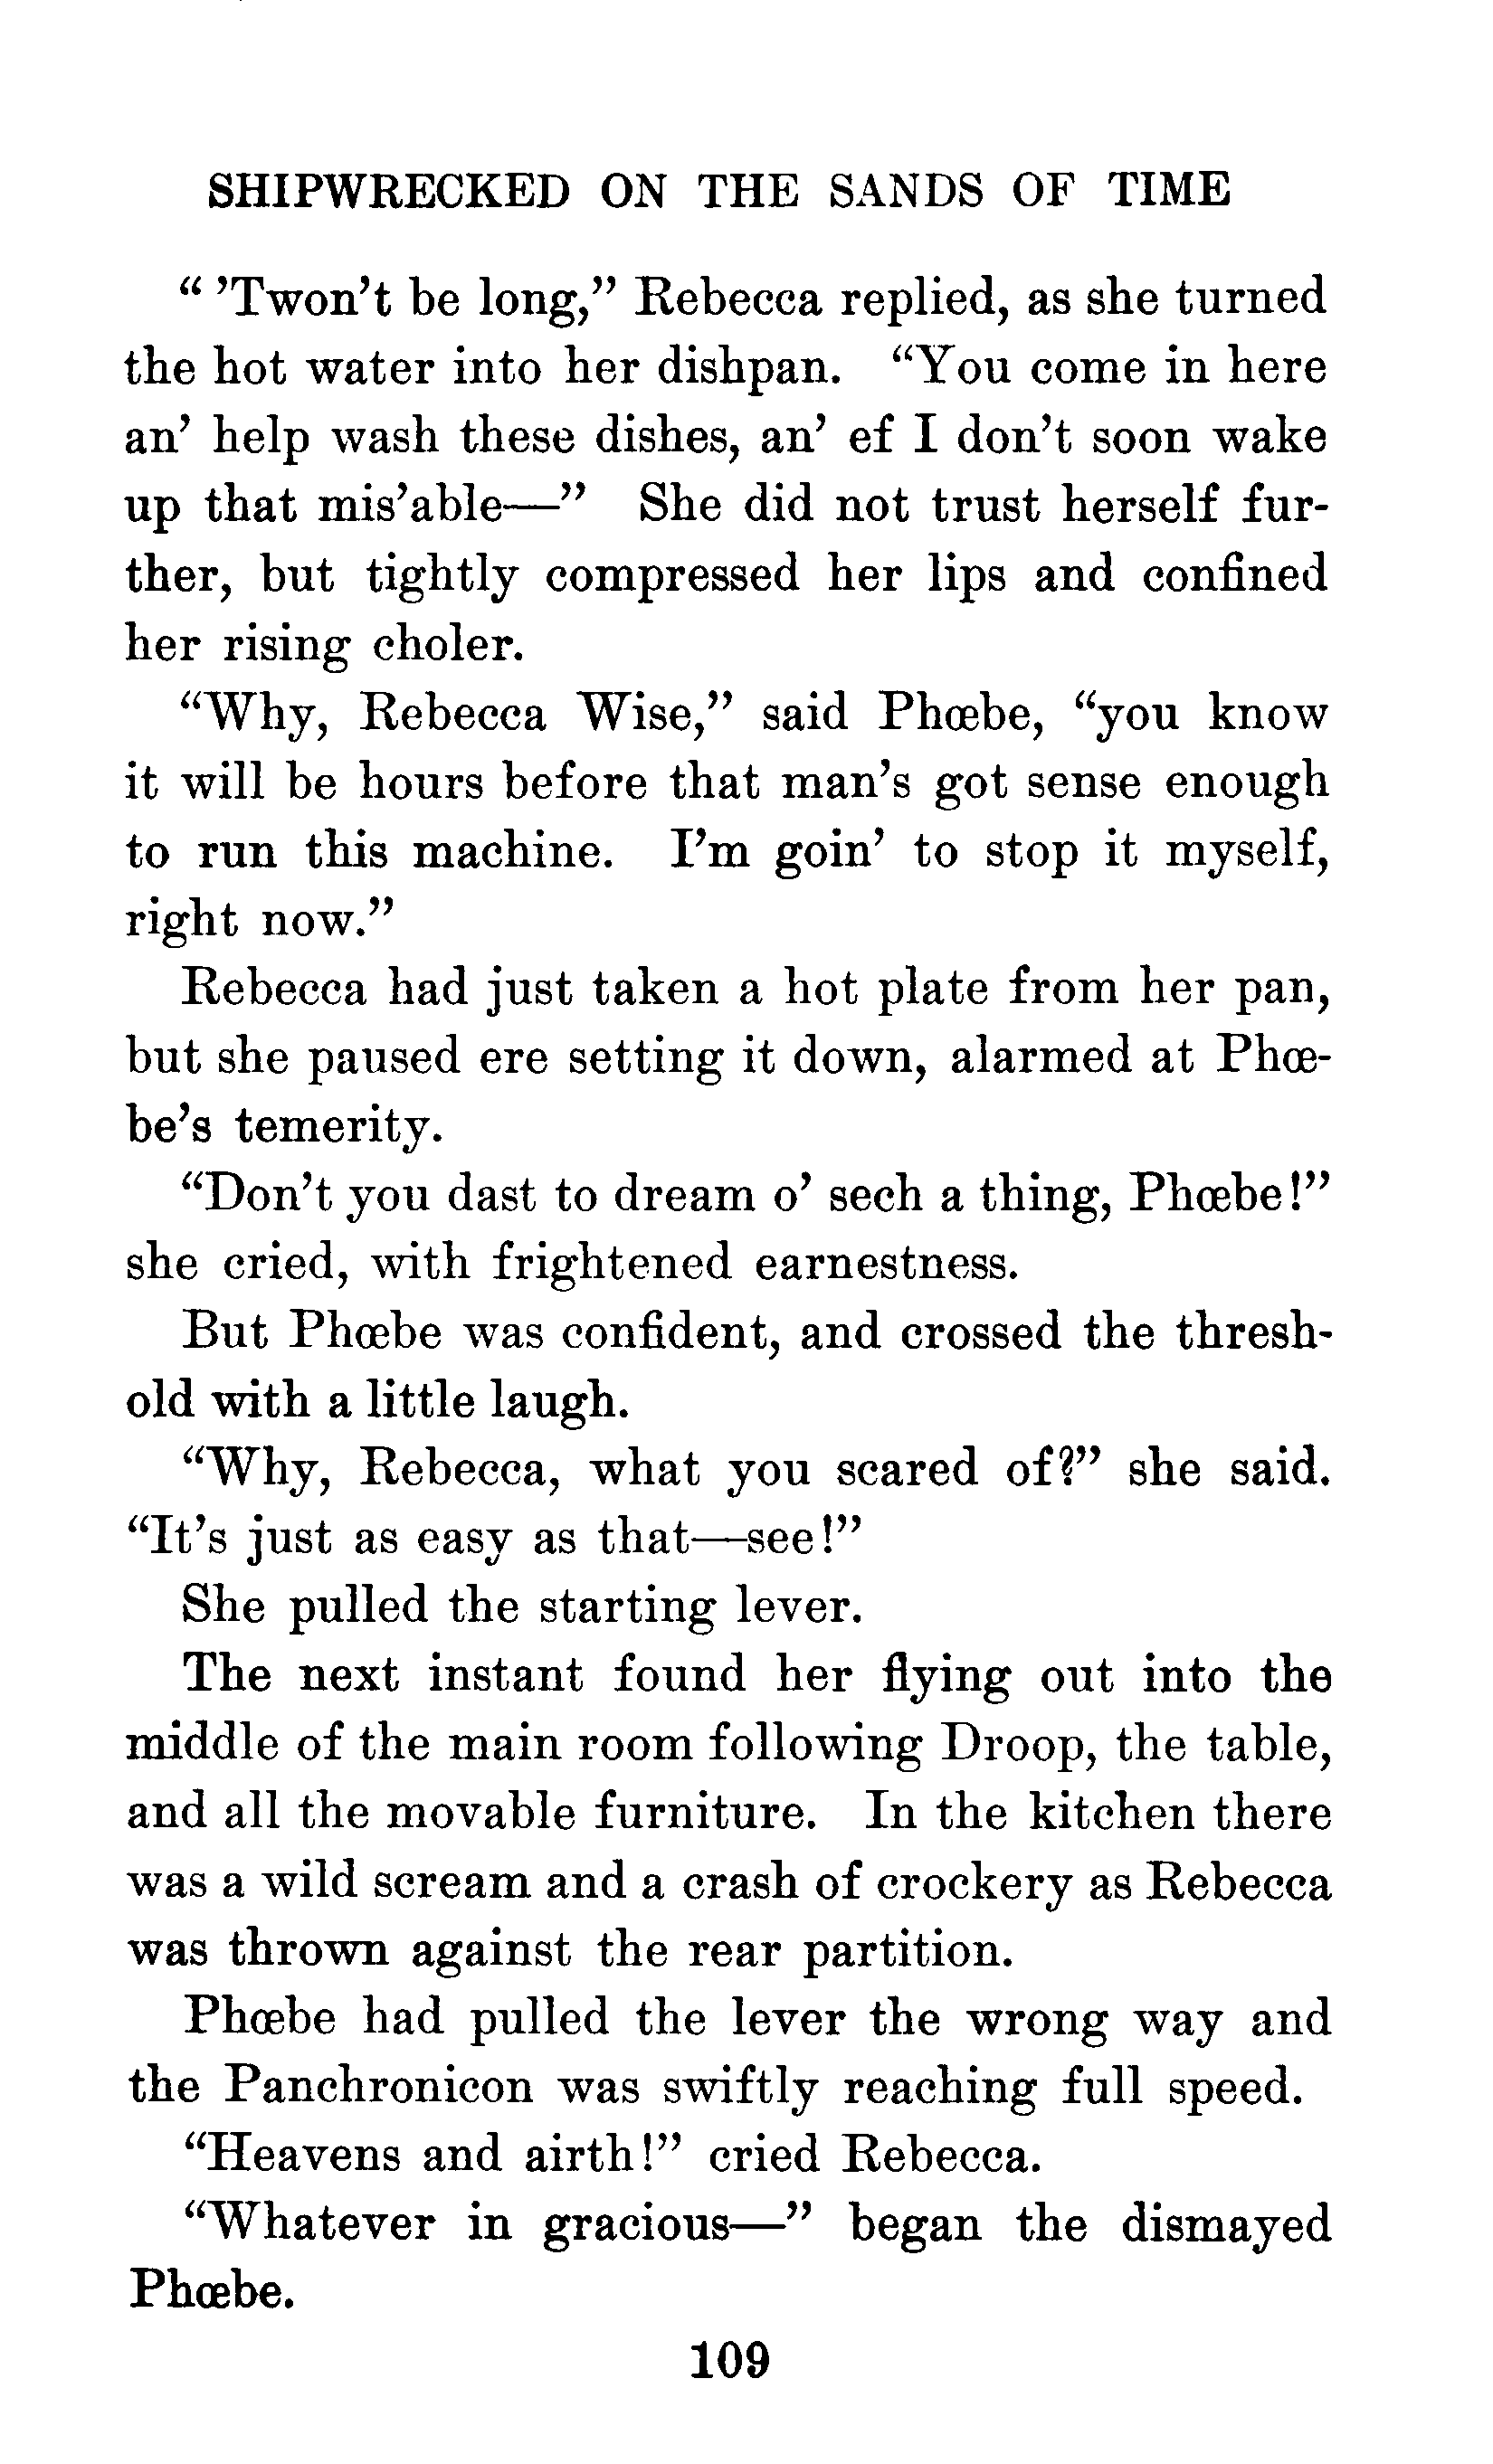 SHIPWRECKED ON THE SANDS OF TIME
“ ’Twon’t be long,” Rebecca replied, as she turned
the hot water into her dishpan. “You come in here
an’ help wash these dishes, an’ ef I don’t soon wake
up that mis’able—” She did not trust herself fur-
ther, but tightly compressed her lips and confined
her rising choler.
“Why, Rebecca Wise,” said Phœbe, “you know
it will be hours before that man’s got sense enough
to run this machine. I’m goin’ to stop it myself,
right now.”
Rebecca had just taken a hot plate from her pan,
but she paused ere setting it down, alarmed at Phœ-
be’s temerity.
“Don’t you dast to dream o’ sech a thing, Phœbe!”
she cried, with frightened earnestness.
But Phœbe was confident, and crossed the thresh-
old with a little laugh.
“Why, Rebecca, what you scared of?” she said.
“It’s just as easy as that—see!”
She pulled the starting lever.
The next instant found her flying out into the
middle of the main room following Droop, the table,
and all the movable furniture. In the kitchen there
was a wild scream and a crash of crockery as Rebecca
was thrown against the rear partition.
Phœbe had pulled the lever the wrong way and
the Panchronicon was swiftly reaching full speed.
“Heavens and airth!” cried Rebecca.
“Whatever in gracious—” began the dismayed
Phœbe.
109